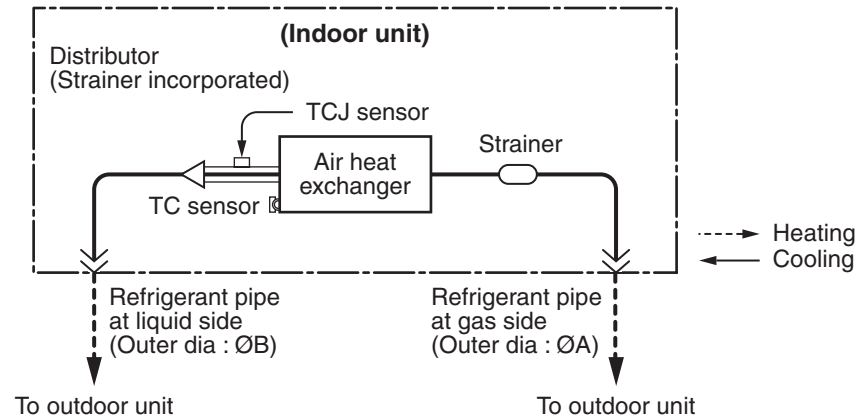 (Indoor unit)
Distributor
(Strainer incorporated)
TCJ sensor
Air heat
exchanger
Strainer
TC sensor
Heating
Cooling
Refrigerant pipe
at liquid side
(Outer dia : ØB)
Refrigerant pipe
at gas side
(Outer dia : ØA)
To outdoor unit
To outdoor unit